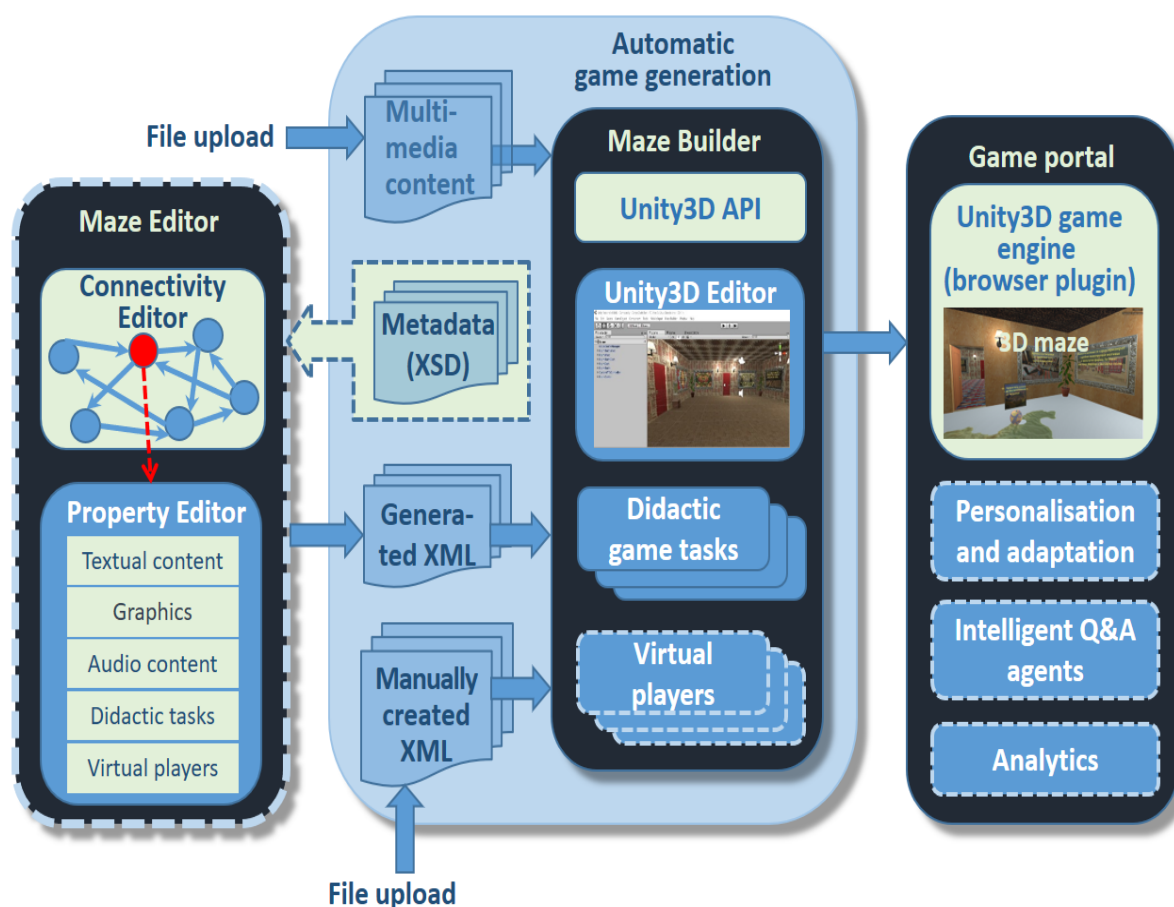 Automatic
game generation
File upload
Multi-
media
content
Maze Editor
Connectivity
Editor
Property Editor
Textual content
Graphics
Audio content
Didactic tasks
Virtual players
Metadata
(XSD)
Genera-
ted XML
Manually
created
XML
File upload
Maze Builder
Unity3D API
Unity3D Editor
Didactic
game tasks
Virtual
players
Game portal
Unity3D game
engine
(browser plugin)
3D maze
Personalisation
and adaptation
Intelligent Q&A
agents
Analytics